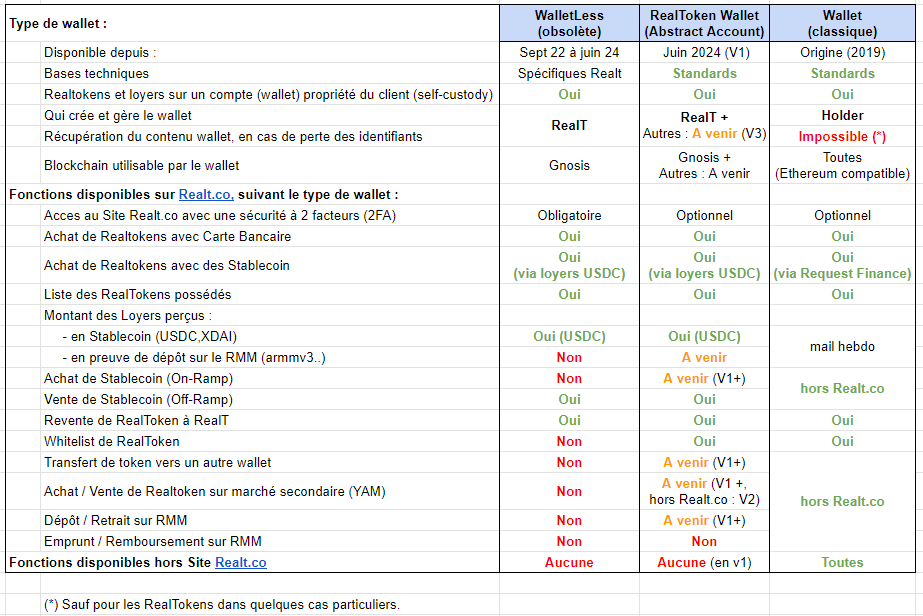 Type de wallet : WalletLess (obsolète) RealToken Wallet (Abstract Account) Wallet (classique)
Disponible depuis : Sept 22 à juin 24 Juin 2024 (V1) Origine (2019)
Bases techniques Spécifiques Realt Standards Standards
Realtokens et loyers sur un compte (wallet) propriété du client (self-custody) Oui Oui Oui
Qui crée et gère le wallet RealT RealT + Holder
Récupération du contenu wallet, en cas de perte des identifiants Autres : A venir (V3) Impossible (*)
Blockchain utilisable par le wallet Gnosis Gnosis + Autres : A venir Toutes (Ethereum compatible)
Fonctions disponibles sur Realt.co, suivant le type de wallet :
Acces au Site Realt.co avec une sécurité à 2 facteurs (2FA) Obligatoire Optionnel Optionnel
Achat de Realtokens avec Carte Bancaire Oui Oui Oui
Achat de Realtokens avec des Stablecoin Oui (via loyers USDC) Oui (via loyers USDC) Oui (via Request Finance)
Liste des RealTokens possédés Oui Oui Oui
Montant des Loyers perçus :
- en Stablecoin (USDC,XDAI) Oui (USDC) Oui (USDC) mail hebdo
- en preuve de dépôt sur le RMM (armmv3..) Non A venir
Achat de Stablecoin (On-Ramp) Non A venir (V1+) hors Realt.co
Vente de Stablecoin (Off-Ramp) Oui Oui
Revente de RealToken à RealT Oui Oui Oui
Whitelist de RealToken Non Oui Oui
Transfert de token vers un autre wallet Non A venir (V1+) hors Realt.co
Achat / Vente de Realtoken sur marché secondaire (YAM) Non A venir (V1 +, hors Realt.co : V2)
Dépôt / Retrait sur RMM Non A venir (V1+)
Emprunt / Remboursement sur RMM Non Non
Fonctions disponibles hors Site Realt.co Aucune Aucune (en v1) Toutes
(*) Sauf pour les RealTokens dans quelques cas particuliers.